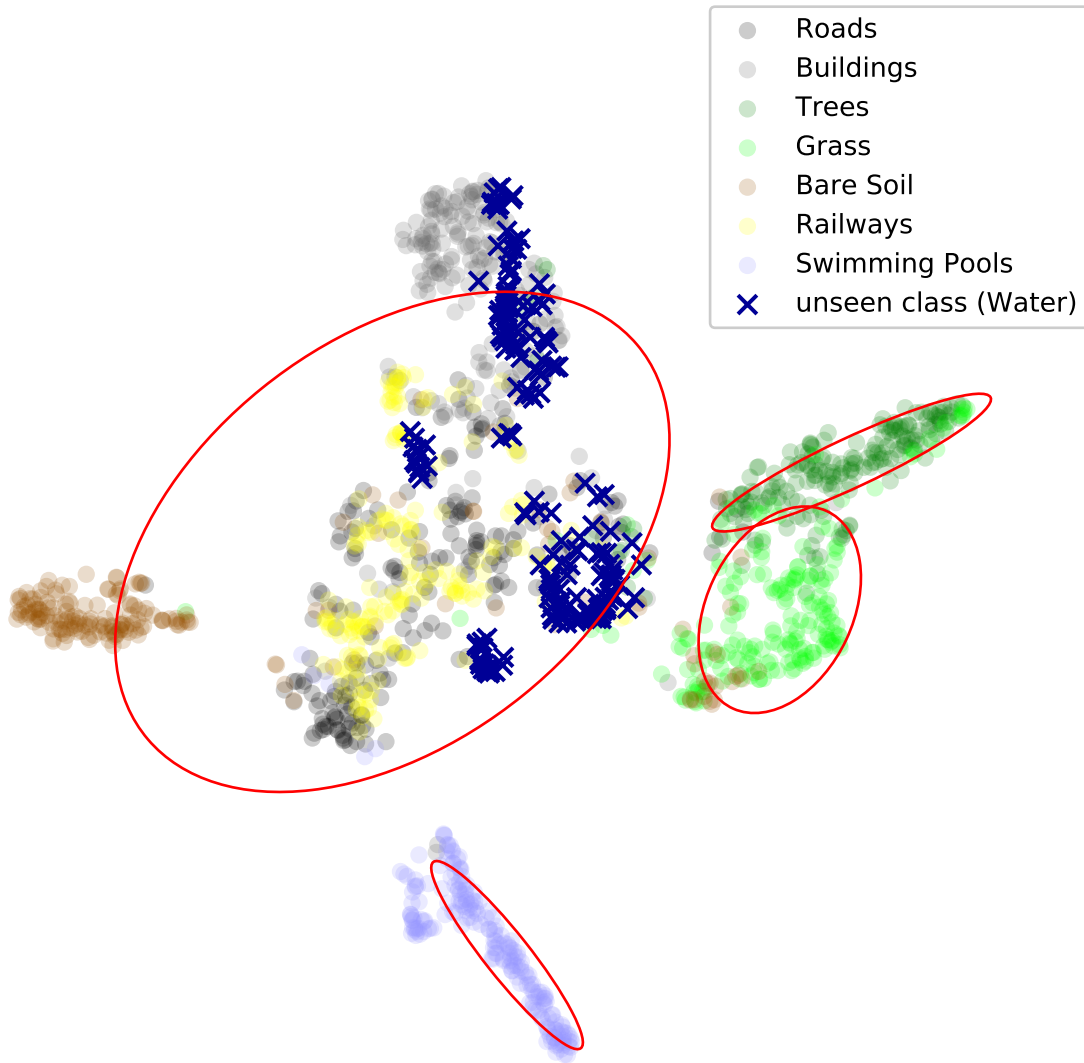 Roads
Buildings
Trees
Grass
Bare Soil
Railways
Swimming Pools
unseen class (Water)